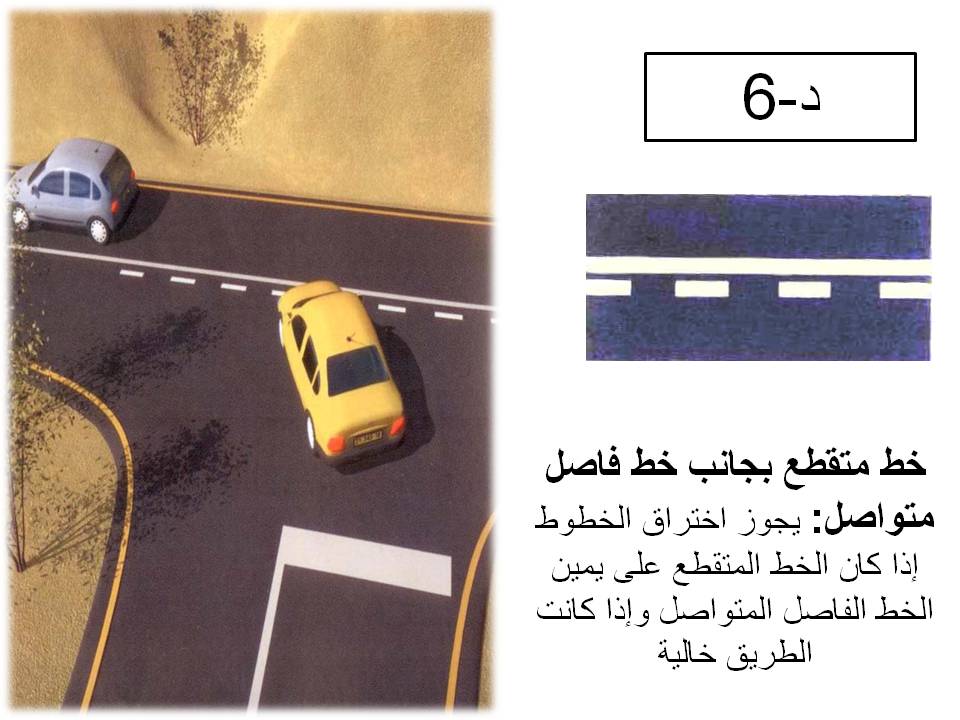 د-6
خط متقطع بجانب خط فاصل
متواصل: يجوز اختراق الخطوط
إذا كان الخط المتقطع على يمين
الخط الفاصل المتواصل وإذا كانت
الطريق خالية